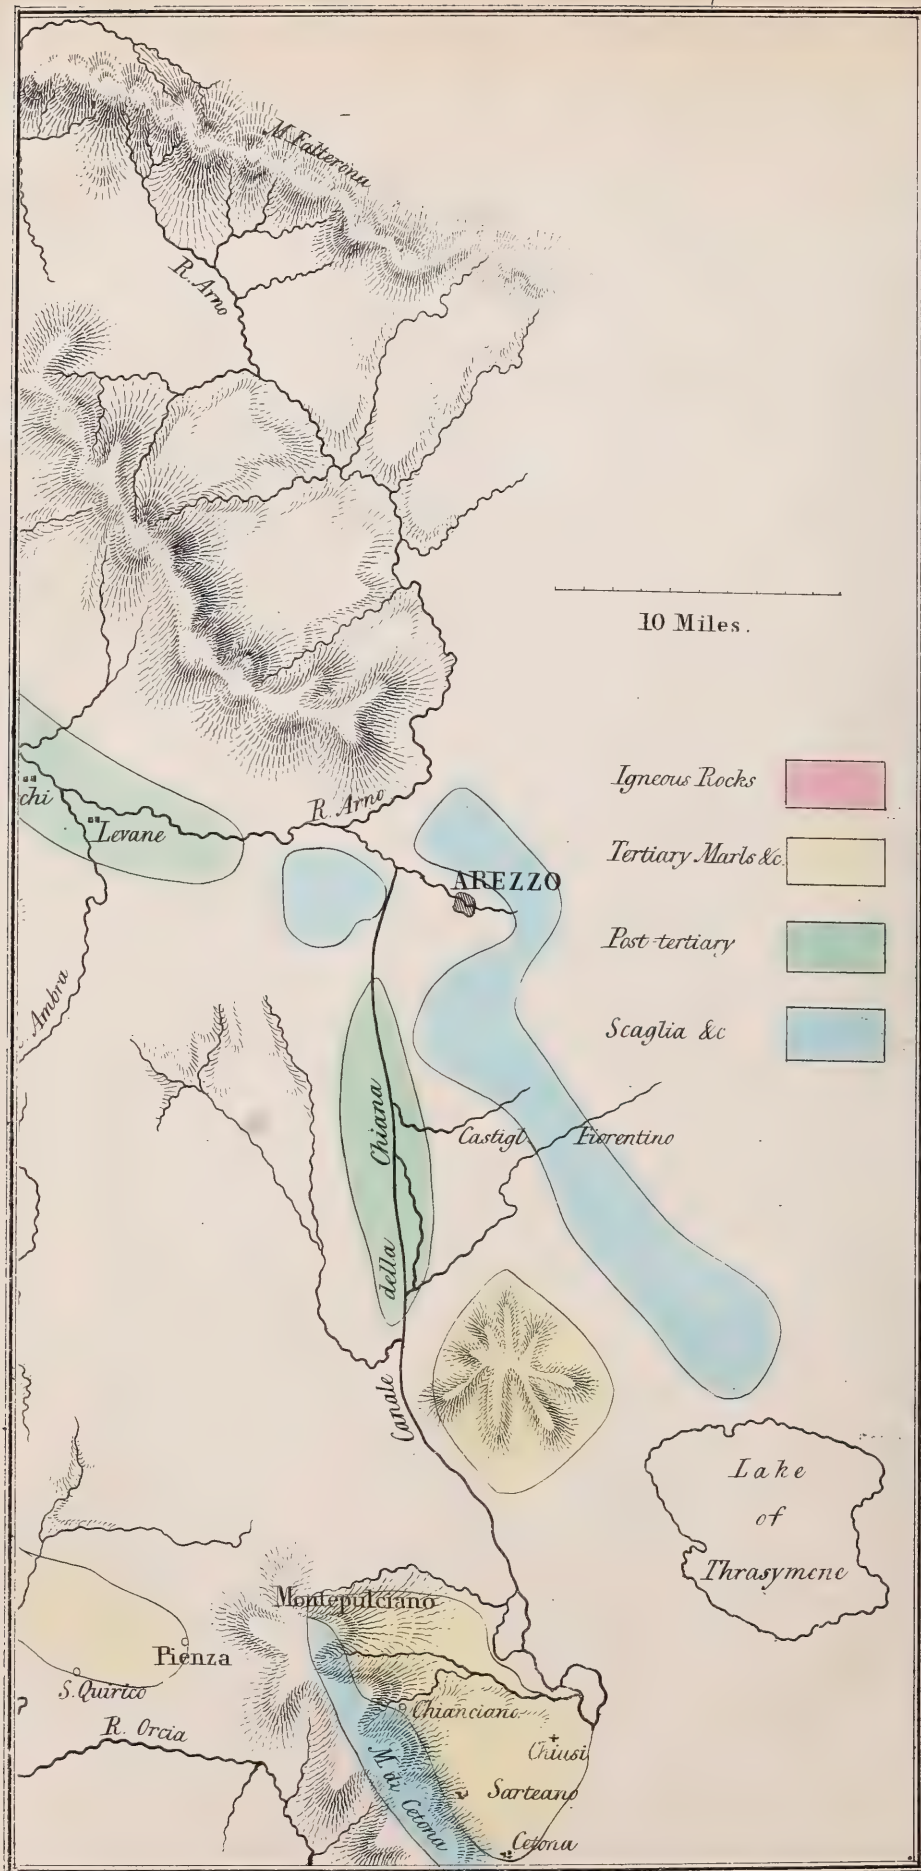 M. Falterona
R. Arno
10 Miles.
Igneous Rocks
Tertiary Marls &c.
Post-tertiary
Scaglia &c
R. Arno
chi
Levane
AREZZO
Ambra
Castigl. Fiorentino
Canale della Chiana
Lake
of
Thrasymene
Montepulciano
Pienza
S. Quirico
R. Orcia
Chianciano
Chiusi
Sarteano
M. di Cetona
Cetona